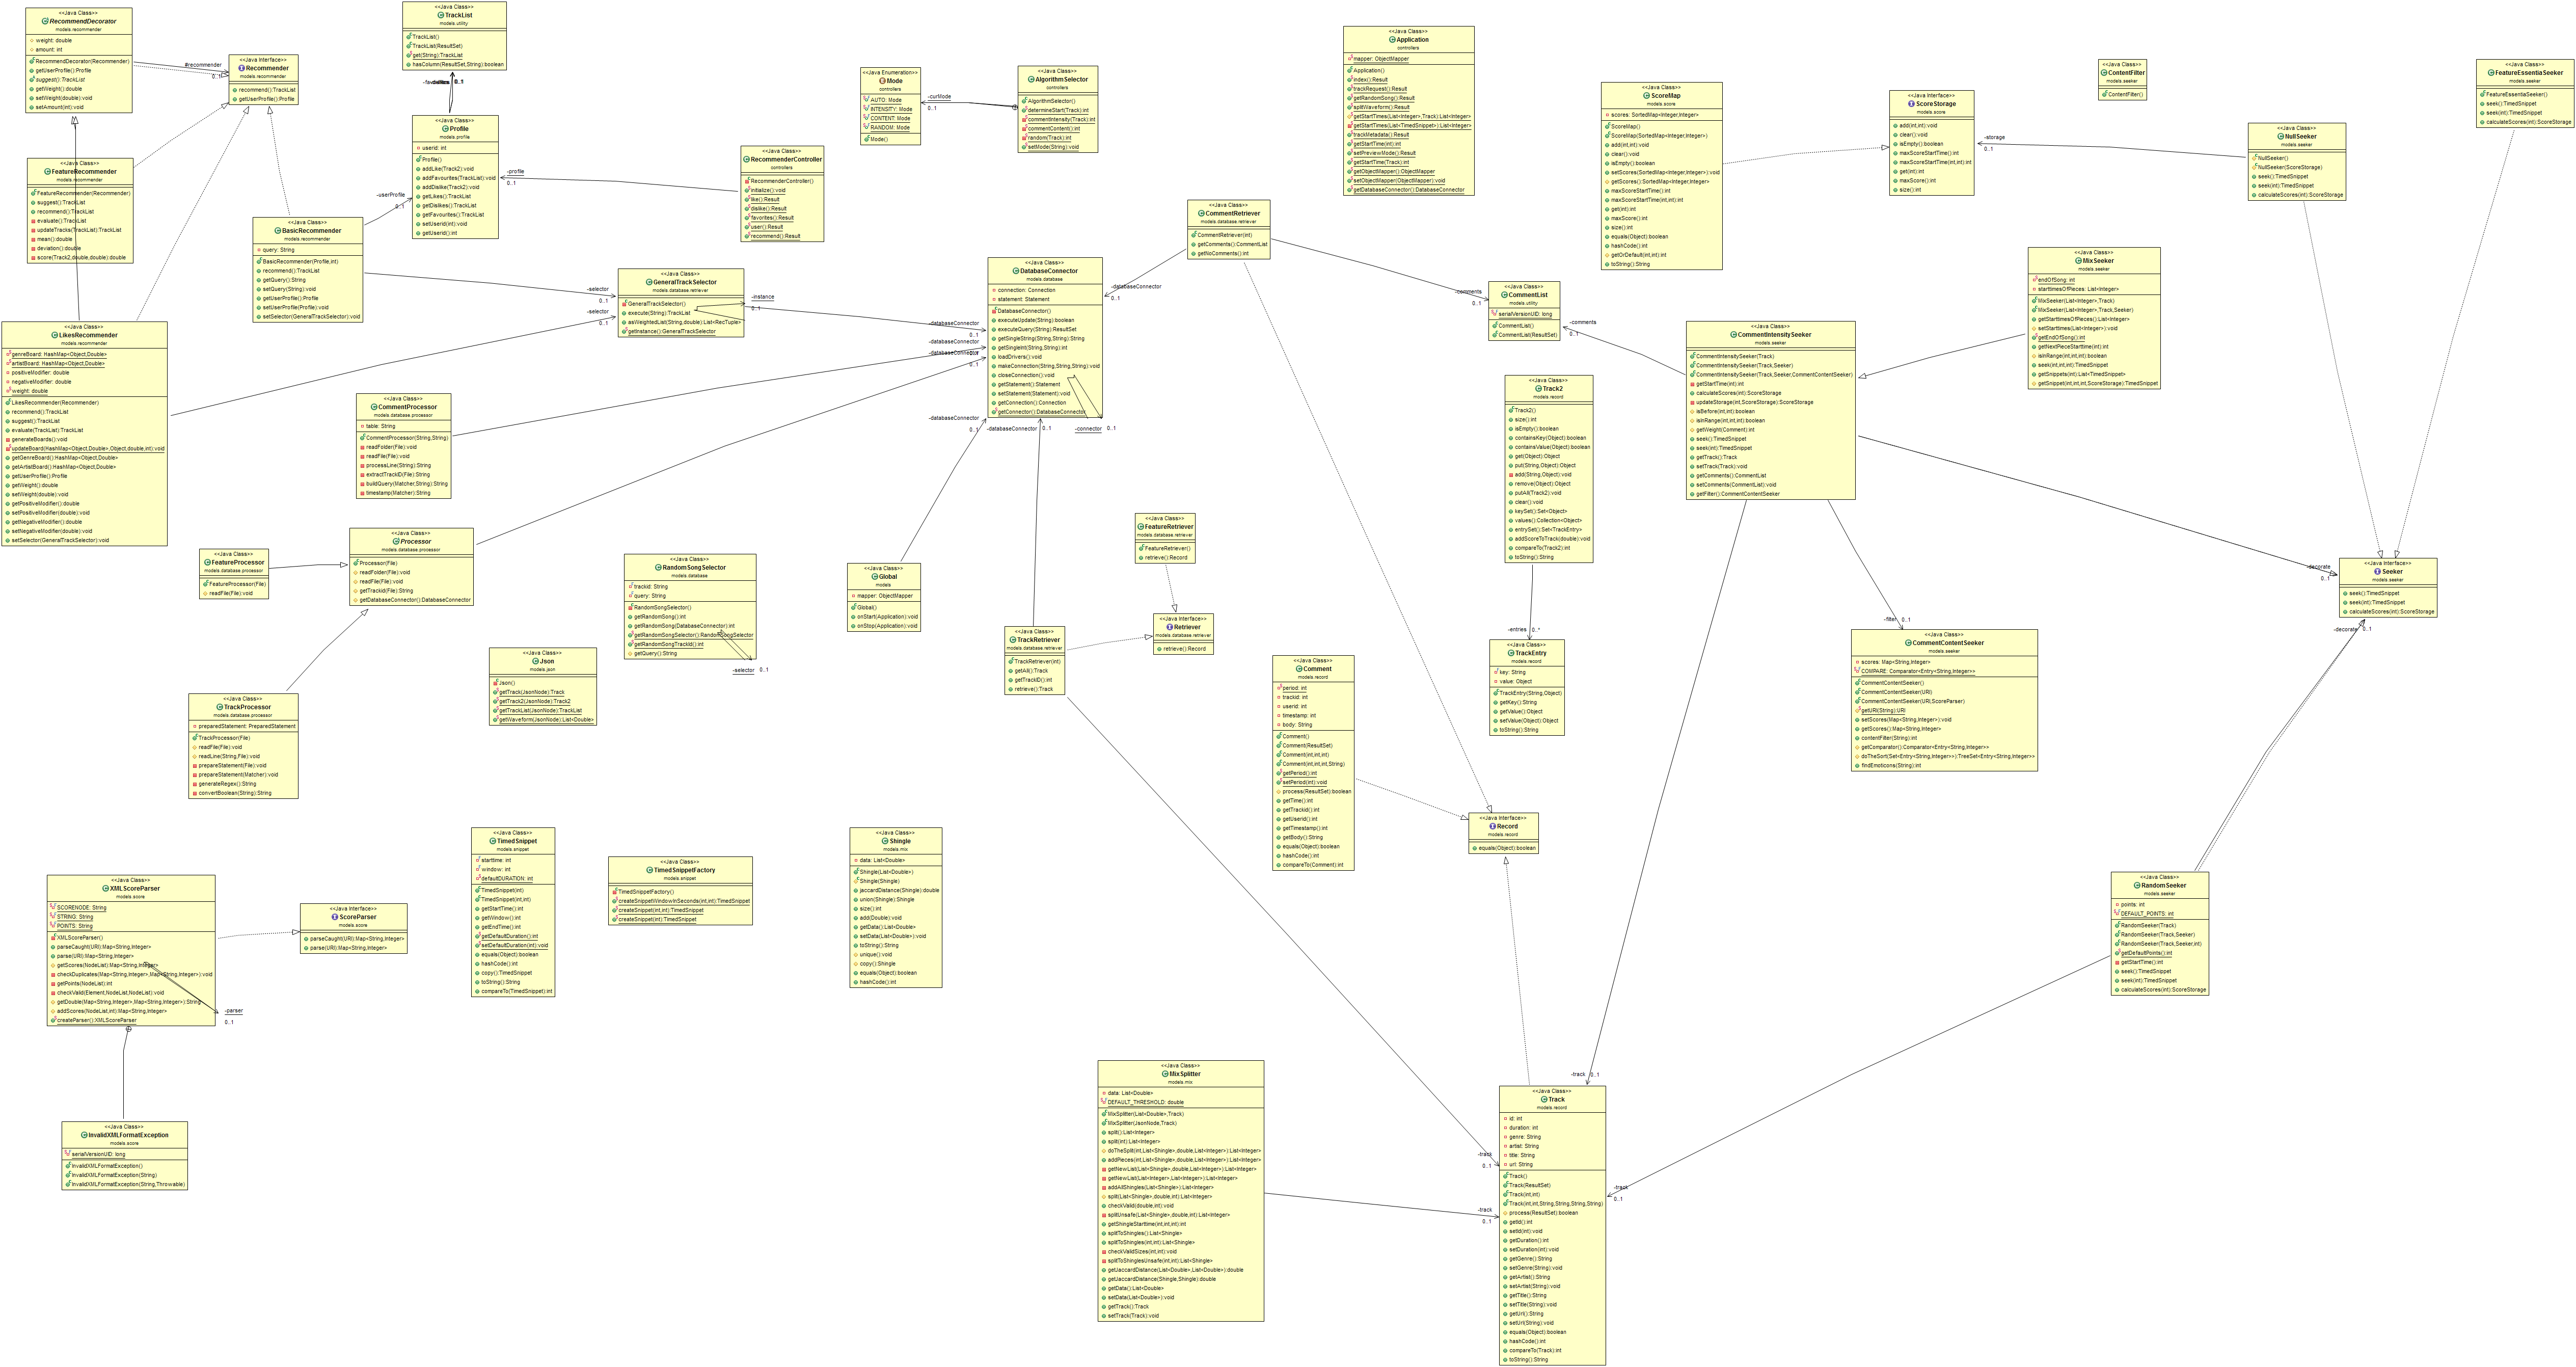 <<Java Class>>
RecommendDecorator
models.recommender
weight: double
amount: int
RecommendDecorator(Recommender)
getUserProfile():Profile
suggest():TrackList
getWeight():double
setWeight(double):void
setAmount(int):void
#recommender
0..1
<<Java Interface>>
Recommender
models.recommender
recommend():TrackList
getUserProfile():Profile
<<Java Class>>
TrackList
models.utility
TrackList()
TrackList(ResultSet)
get(String):TrackList
hasColumn(ResultSet,String):boolean
0..1
<<Java Class>>
Profile
models.profile
userid: int
Profile()
addLike(Track2):void
addFavourites(TrackList):void
addDislike(Track2):void
getLikes():TrackList
getDislikes():TrackList
getFavourites():TrackList
setUserid(int):void
getUserid():int
-profile
0..1
<<Java Class>>
RecommenderController
controllers
RecommenderController()
initialize():void
like():Result
dislike():Result
favorites():Result
user():Result
recommend():Result
<<Java Enumeration>>
Mode
controllers
AUTO: Mode
INTENSITY: Mode
CONTENT: Mode
RANDOM: Mode
Mode()
-curMode
0..1
<<Java Class>>
AlgorithmSelector
controllers
AlgorithmSelector()
determineStart(Track):int
commentIntensity(Track):int
commentContent():int
random(Track):int
setMode(String):void
<<Java Class>>
Application
controllers
mapper: ObjectMapper
Application()
index():Result
trackRequest():Result
getRandomSong():Result
splitWaveform():Result
getStartTimes(List<Integer>,Track):List<Integer>
getStartTimes(List<TimedSnippet>):List<Integer>
trackMetadata():Result
getStartTime(int):int
setPreviewMode():Result
getStartTime(Track):int
getObjectMapper():ObjectMapper
setObjectMapper(ObjectMapper):void
getDatabaseConnector():DatabaseConnector
<<Java Class>>
ScoreMap
models.score
scores: SortedMap<Integer,Integer>
ScoreMap()
ScoreMap(SortedMap<Integer,Integer>)
add(int,int):void
clear():void
isEmpty():boolean
setScores(SortedMap<Integer,Integer>):void
getScores():SortedMap<Integer,Integer>
maxScoreStartTime():int
maxScoreStartTime(int,int):int
get(int):int
maxScore():int
size():int
equals(Object):boolean
hashCode():int
getOrDefault(int,int):int
toString():String
<<Java Interface>>
ScoreStorage
models.score
add(int,int):void
clear():void
isEmpty():boolean
maxScoreStartTime():int
maxScoreStartTime(int,int):int
get(int):int
maxScore():int
size():int
-storage
0..1
<<Java Class>>
ContentFilter
models.seeker
ContentFilter()
<<Java Class>>
NullSeeker
models.seeker
NullSeeker()
NullSeeker(ScoreStorage)
seek():TimedSnippet
seek(int):TimedSnippet
calculateScores(int):ScoreStorage
<<Java Class>>
FeatureEssentiaSeeker
models.seeker
FeatureEssentiaSeeker()
seek():TimedSnippet
seek(int):TimedSnippet
calculateScores(int):ScoreStorage
<<Java Class>>
FeatureRecommender
models.recommender
FeatureRecommender(Recommender)
suggest():TrackList
recommend():TrackList
evaluate():TrackList
updateTracks(TrackList):TrackList
mean():double
deviation():double
score(Track2,double,double):double
<<Java Class>>
BasicRecommender
models.recommender
query: String
BasicRecommender(Profile,int)
recommend():TrackList
getQuery():String
setQuery(String):void
getUserProfile():Profile
setUserProfile(Profile):void
setSelector(GeneralTrackSelector):void
-userProfile
0..1
-selector
0..1
-selector
0..1
<<Java Class>>
GeneralTrackSelector
models.database.retriever
GeneralTrackSelector()
execute(String):TrackList
asWeightedList(String,double):List<RecTuple>
getInstance():GeneralTrackSelector
-instance
0..1
<<Java Class>>
DatabaseConnector
models.database
connection: Connection
statement: Statement
DatabaseConnector()
executeUpdate(String):boolean
executeQuery(String):ResultSet
getSingleString(String,String):String
getSingleInt(String,String):int
loadDrivers():void
makeConnection(String,String,String):void
closeConnection():void
getStatement():Statement
setStatement(Statement):void
getConnection():Connection
getConnector():DatabaseConnector
-databaseConnector
0..1
-databaseConnector
-databaseConnector
0..1
-databaseConnector
0..1
-databaseConnector
0..1
-connector
0..1
-databaseConnector
0..1
<<Java Class>>
CommentRetriever
models.database.retriever
CommentRetriever(int)
getComments():CommentList
getNoComments():int
-comments
0..1
<<Java Class>>
CommentList
models.utility
serialVersionUID: long
CommentList()
CommentList(ResultSet)
-comments
0..1
<<Java Class>>
CommentIntensitySeeker
models.seeker
CommentIntensitySeeker(Track)
CommentIntensitySeeker(Track,Seeker)
CommentIntensitySeeker(Track,Seeker,CommentContentSeeker)
getStartTime(int):int
calculateScores(int):ScoreStorage
updateStorage(int,ScoreStorage):ScoreStorage
isBefore(int,int):boolean
isInRange(int,int,int):boolean
getWeight(Comment):int
seek():TimedSnippet
seek(int):TimedSnippet
getTrack():Track
setTrack(Track):void
getComments():CommentList
setComments(CommentList):void
getFilter():CommentContentSeeker
<<Java Class>>
MixSeeker
models.seeker
endOfSong: int
starttimesOfPieces: List<Integer>
MixSeeker(List<Integer>,Track)
MixSeeker(List<Integer>,Track,Seeker)
getStarttimesOfPieces():List<Integer>
setStarttimes(List<Integer>):void
getEndOfSong():int
getNextPieceStarttime(int):int
isInRange(int,int,int):boolean
seek(int,int,int):TimedSnippet
getSnippets(int):List<TimedSnippet>
getSnippet(int,int,int,ScoreStorage):TimedSnippet
<<Java Class>>
LikesRecommender
models.recommender
genreBoard: HashMap<Object,Double>
artistBoard: HashMap<Object,Double>
positiveModifier: double
negativeModifier: double
weight: double
LikesRecommender(Recommender)
recommend():TrackList
suggest():TrackList
evaluate(TrackList):TrackList
generateBoards():void
updateBoard(HashMap<Object,Double>,Object,double,int):void
getGenreBoard():HashMap<Object,Double>
getArtistBoard():HashMap<Object,Double>
getUserProfile():Profile
getWeight():double
setWeight(double):void
getPositiveModifier():double
setPositiveModifier(double):void
getNegativeModifier():double
setNegativeModifier(double):void
setSelector(GeneralTrackSelector):void
<<Java Class>>
CommentProcessor
models.database.processor
table: String
CommentProcessor(String,String)
readFolder(File):void
readFile(File):void
processLine(String):String
extractTrackID(File):String
buildQuery(Matcher,String):String
timestamp(Matcher):String
<<Java Class>>
Track2
models.record
Track2()
size():int
isEmpty():boolean
containsKey(Object):boolean
containsValue(Object):boolean
get(Object):Object
put(String,Object):Object
add(String,Object):void
remove(Object):Object
putAll(Track2):void
clear():void
keySet():Set<Object>
values():Collection<Object>
entrySet():Set<TrackEntry>
addScoreToTrack(double):void
compareTo(Track2):int
toString():String
<<Java Class>>
FeatureProcessor
models.database.processor
FeatureProcessor(File)
readFile(File):void
<<Java Class>>
Processor
models.database.processor
Processor(File)
readFolder(File):void
readFile(File):void
getTrackid(File):String
getDatabaseConnector():DatabaseConnector
<<Java Class>>
RandomSongSelector
models.database
trackid: String
query: String
RandomSongSelector()
getRandomSong():int
getRandomSong(DatabaseConnector):int
getRandomSongSelector():RandomSongSelector
getRandomSongTrackId():int
getQuery():String
-selector
0..1
<<Java Class>>
Global
models
mapper: ObjectMapper
Global()
onStart(Application):void
onStop(Application):void
<<Java Class>>
FeatureRetriever
models.database.retriever
FeatureRetriever()
retrieve():Record
<<Java Class>>
TrackRetriever
models.database.retriever
TrackRetriever(int)
getAll():Track
getTrackID():int
retrieve():Track
<<Java Interface>>
Retriever
models.database.retriever
retrieve():Record
-entries
0..*
<<Java Class>>
TrackEntry
models.record
key: String
value: Object
TrackEntry(String,Object)
getKey():String
getValue():Object
setValue(Object):Object
toString():String
-filter
0..1
<<Java Class>>
CommentContentSeeker
models.seeker
scores: Map<String,Integer>
COMPARE: Comparator<Entry<String,Integer>>
CommentContentSeeker()
CommentContentSeeker(URI)
CommentContentSeeker(URI,ScoreParser)
getURI(String):URI
setScores(Map<String,Integer>):void
getScores():Map<String,Integer>
contentFilter(String):int
getComparator():Comparator<Entry<String,Integer>>
doTheSort(Set<Entry<String,Integer>>):TreeSet<Entry<String,Integer>>
findEmoticons(String):int
-decorate
0..1
<<Java Interface>>
Seeker
models.seeker
seek():TimedSnippet
seek(int):TimedSnippet
calculateScores(int):ScoreStorage
-decorate
0..1
<<Java Class>>
Json
models.json
Json()
getTrack(JsonNode):Track
getTrack2(JsonNode):Track2
getTrackList(JsonNode):TrackList
getWaveform(JsonNode):List<Double>
<<Java Class>>
TrackProcessor
models.database.processor
preparedStatement: PreparedStatement
TrackProcessor(File)
readFile(File):void
readLine(String,File):void
prepareStatement(File):void
prepareStatement(Matcher):void
generateRegex():String
convertBoolean(String):String
<<Java Class>>
Comment
models.record
period: int
trackid: int
userid: int
timestamp: int
body: String
Comment()
Comment(ResultSet)
Comment(int,int,int)
Comment(int,int,int,String)
getPeriod():int
setPeriod(int):void
process(ResultSet):boolean
getTime():int
getTrackid():int
getUserid():int
getTimestamp():int
getBody():String
equals(Object):boolean
hashCode():int
compareTo(Comment):int
<<Java Interface>>
Record
models.record
equals(Object):boolean
<<Java Class>>
XMLScoreParser
models.score
SCORENODE: String
STRING: String
POINTS: String
XMLScoreParser()
parseCaught(URI):Map<String,Integer>
parse(URI):Map<String,Integer>
getScores(NodeList):Map<String,Integer>
checkDuplicates(Map<String,Integer>,Map<String,Integer>):void
getPoints(NodeList):int
checkValid(Element,NodeList,NodeList):void
getDouble(Map<String,Integer>,Map<String,Integer>):String
addScores(NodeList,int):Map<String,Integer>
createParser():XMLScoreParser
-parser
0..1
<<Java Interface>>
ScoreParser
models.score
parseCaught(URI):Map<String,Integer>
parse(URI):Map<String,Integer>
<<Java Class>>
TimedSnippet
models.snippet
starttime: int
window: int
defaultDURATION: int
TimedSnippet(int)
TimedSnippet(int,int)
getStartTime():int
getWindow():int
getEndTime():int
getDefaultDuration():int
setDefaultDuration(int):void
equals(Object):boolean
hashCode():int
copy():TimedSnippet
toString():String
compareTo(TimedSnippet):int
<<Java Class>>
TimedSnippetFactory
models.snippet
TimedSnippetFactory()
createSnippetWindowInSeconds(int,int):TimedSnippet
createSnippet(int,int):TimedSnippet
createSnippet(int):TimedSnippet
<<Java Class>>
Shingle
models.mix
data: List<Double>
Shingle(List<Double>)
Shingle(Shingle)
jaccardDistance(Shingle):double
union(Shingle):Shingle
size():int
add(Double):void
getData():List<Double>
setData(List<Double>):void
toString():String
unique():void
copy():Shingle
equals(Object):boolean
hashCode():int
<<Java Class>>
RandomSeeker
models.seeker
points: int
DEFAULT_POINTS: int
RandomSeeker(Track)
RandomSeeker(Track,Seeker)
RandomSeeker(Track,Seeker,int)
getDefaultPoints():int
getStartTime():int
seek():TimedSnippet
seek(int):TimedSnippet
calculateScores(int):ScoreStorage
<<Java Class>>
InvalidXMLFormatException
models.score
serialVersionUID: long
InvalidXMLFormatException()
InvalidXMLFormatException(String)
InvalidXMLFormatException(String,Throwable)
<<Java Class>>
MixSplitter
models.mix
data: List<Double>
DEFAULT_THRESHOLD: double
MixSplitter(List<Double>,Track)
MixSplitter(JsonNode,Track)
split():List<Integer>
split(int):List<Integer>
doTheSplit(int,List<Shingle>,double,List<Integer>):List<Integer>
addPieces(int,List<Shingle>,double,List<Integer>):List<Integer>
getNewList(List<Shingle>,double,List<Integer>):List<Integer>
getNewList(List<Integer>,List<Integer>):List<Integer>
addAllShingles(List<Shingle>):List<Integer>
split(List<Shingle>,double,int):List<Integer>
checkValid(double,int):void
splitUnsafe(List<Shingle>,double,int):List<Integer>
getShingleStarttime(int,int,int):int
splitToShingles():List<Shingle>
splitToShingles(int,int):List<Shingle>
checkValidSizes(int,int):void
splitToShinglesUnsafe(int,int):List<Shingle>
getJaccardDistance(List<Double>,List<Double>):double
getJaccardDistance(Shingle,Shingle):double
getData():List<Double>
setData(List<Double>):void
getTrack():Track
setTrack(Track):void
-track
0..1
-track
0..1
-track
0..1
-track
0..1
<<Java Class>>
Track
models.record
id: int
duration: int
genre: String
artist: String
title: String
url: String
Track()
Track(ResultSet)
Track(int,int)
Track(int,int,String,String,String,String)
process(ResultSet):boolean
getId():int
setId(int):void
getDuration():int
setDuration(int):void
getGenre():String
setGenre(String):void
getArtist():String
setArtist(String):void
getTitle():String
setTitle(String):void
getUrl():String
setUrl(String):void
equals(Object):boolean
hashCode():int
compareTo(Track):int
toString():String